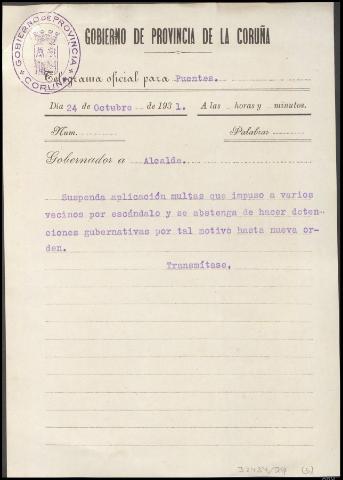 GOBIERNO DE PROVINCIA
CORUÑA
GOBIERNO DE PROVINCIA DE LA CORUÑA
Telegrama oficial para Puentes.
Dia 24 de Octubre de 1931. A las horas y minutos.
Núm. Palabras
Gobernador a Alcalde.
Suspenda aplicación multas que impuso a varios
vecinos por escándalo y se abstenga de hacer deten-
ciones gubernativas por tal motivo hasta nueva or-
den.
Transmítase,
(5)